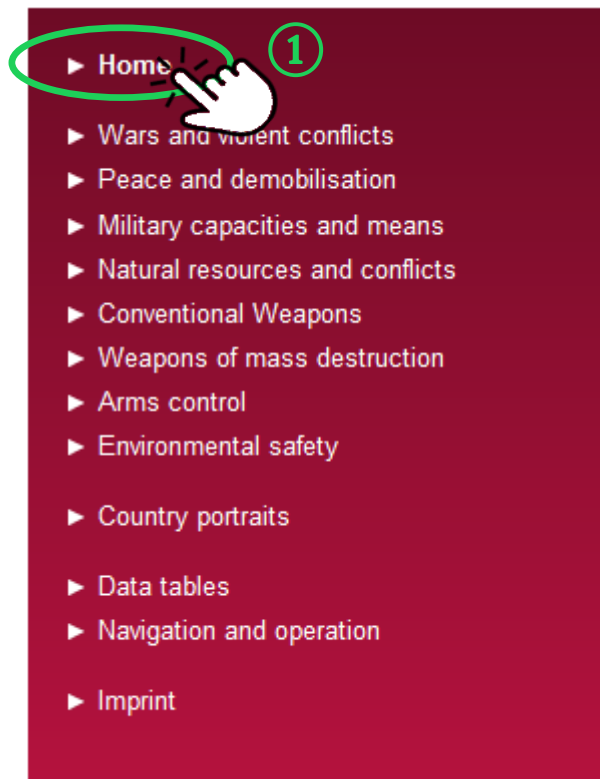 ► Home
①
► Wars and violent conflicts
► Peace and demobilisation
► Military capacities and means
► Natural resources and conflicts
► Conventional Weapons
► Weapons of mass destruction
► Arms control
► Environmental safety
► Country portraits
► Data tables
► Navigation and operation
► Imprint